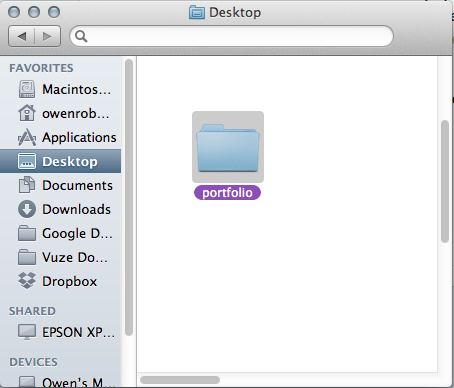 Desktop
FAVORITES
Macintos...
owenrob...
Applications
Desktop
Documents
Downloads
Google D...
Vuze Do...
Dropbox
SHARED
EPSON XP...
DEVICES
Owen's M...
portfolio